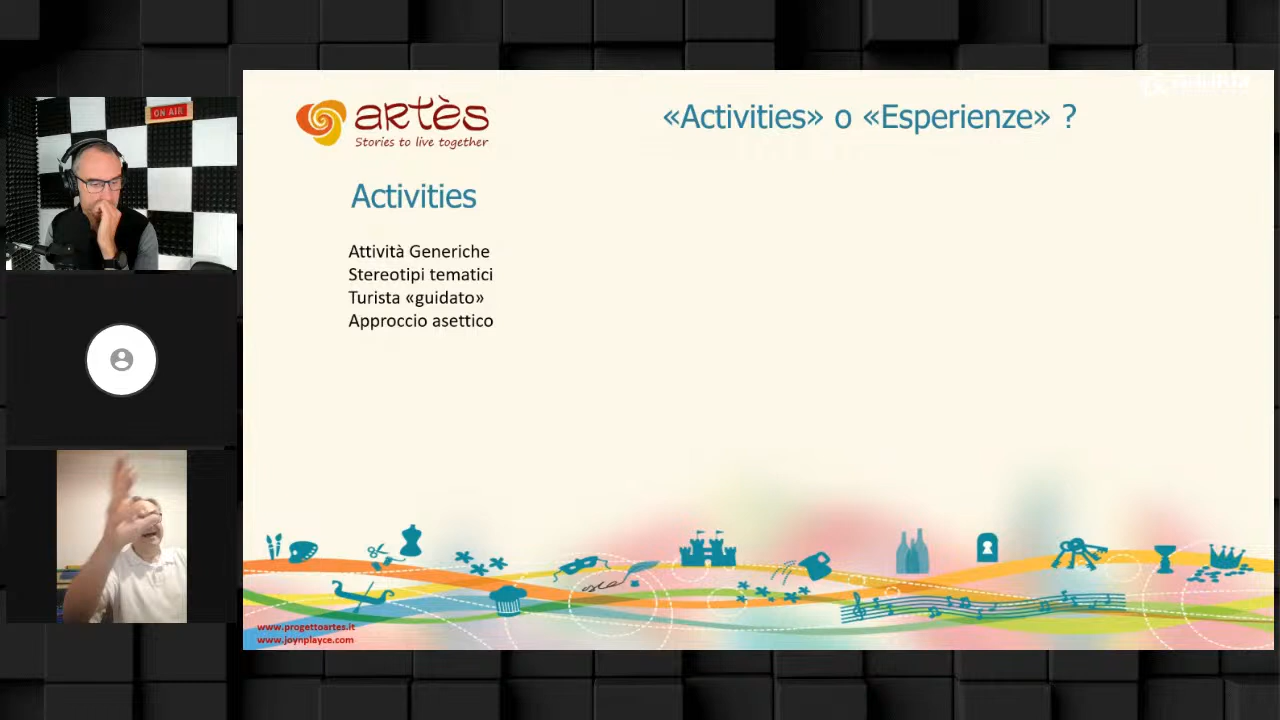 ON AIR
artès
Stories to live together
«Activities» o «Esperienze» ?
Activities
Attività Generiche
Stereotipi tematici
Turista «guidato»
Approccio asettico
www.progettoartes.it
www.joynplayce.com